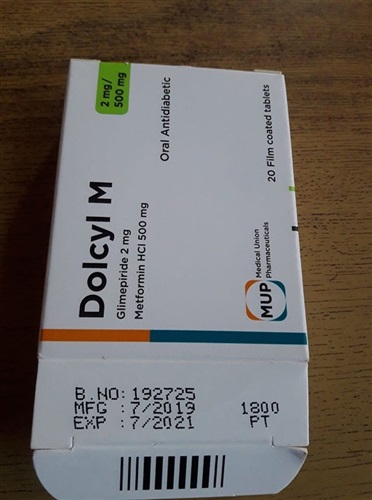 2 mg/
500 mg
Oral Antidiabetic
Dolcyl M
Glimepiride 2 mg
Metformin HCl 500 mg
20 Film coated tablets
MUP
Medical Union
Pharmaceuticals
B.NO: 192725
MFG : 7/2019
EXP : 7/2021
1800
PT